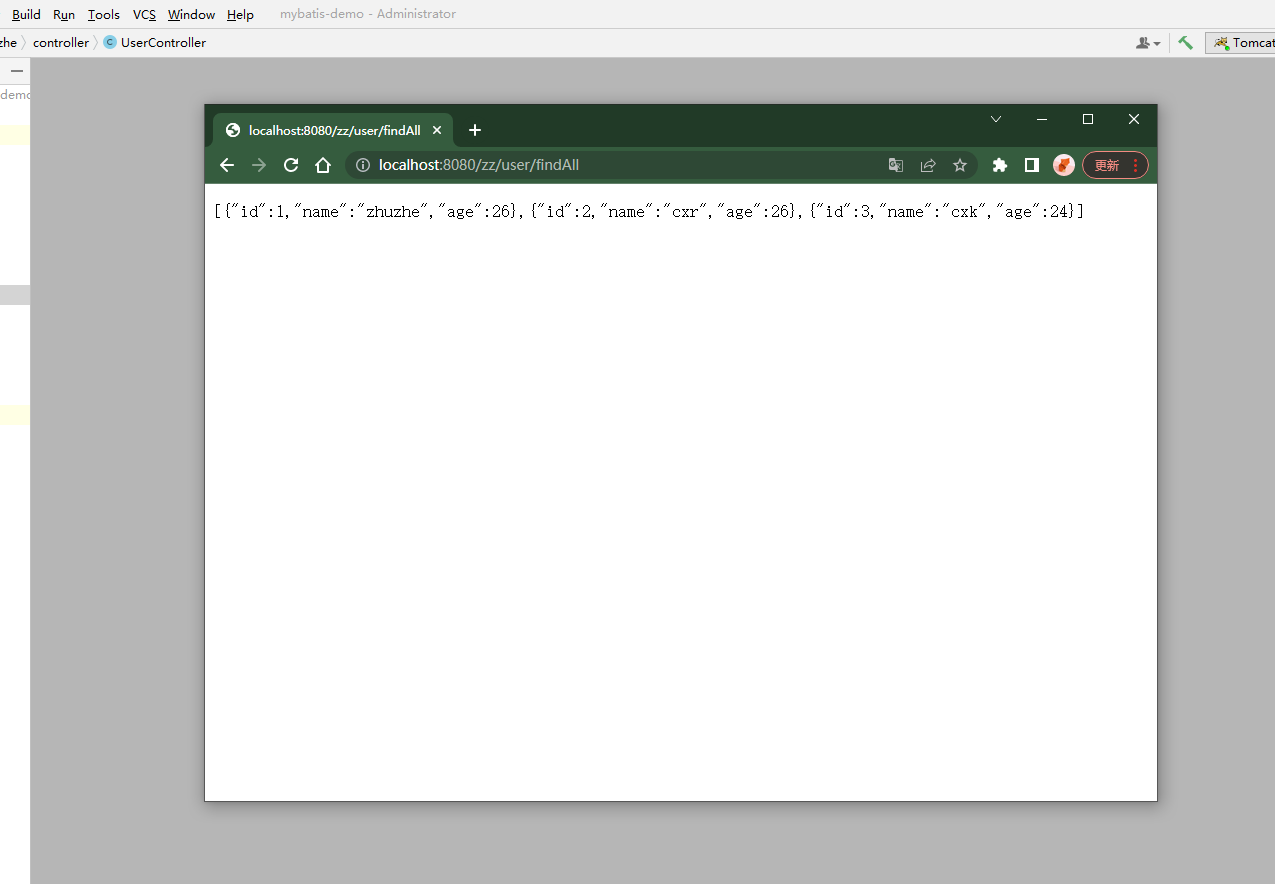 Build Run Tools VCS Window Help mybatis-demo - Administrator
zhe controller C UserController Tomcat
demo
localhost:8080/zz/user/findAll
localhost:8080/zz/user/findAll 更新
[{"id":1,"name":"zhuzhe","age":26},{"id":2,"name":"cxr","age":26},{"id":3,"name":"cxk","age":24}]